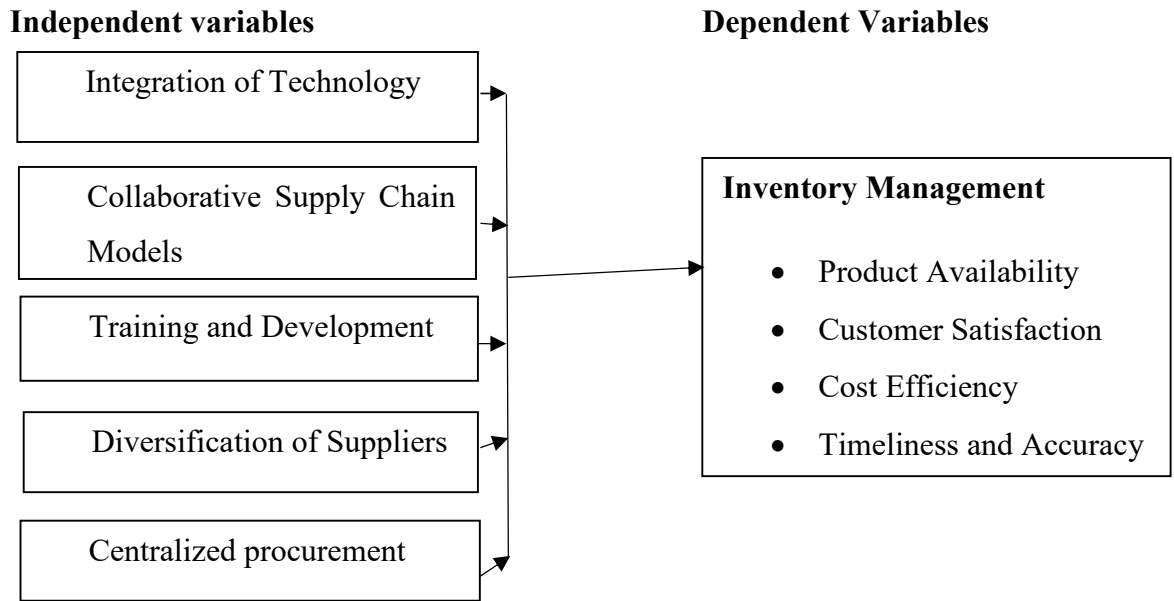 Independent variables
Dependent Variables
Integration of Technology
Collaborative Supply Chain
Models
Training and Development
Diversification of Suppliers
Centralized procurement
Inventory Management
• Product Availability
• Customer Satisfaction
• Cost Efficiency
• Timeliness and Accuracy